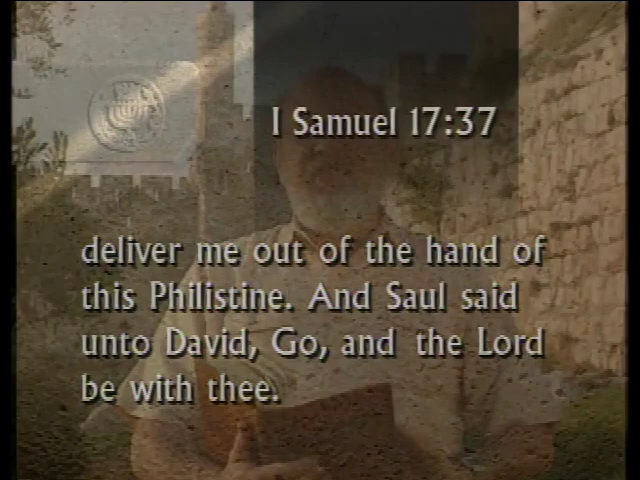 I Samuel 17:37
deliver me out of the hand of
this Philistine. And Saul said
unto David, Go, and the Lord
be with thee.